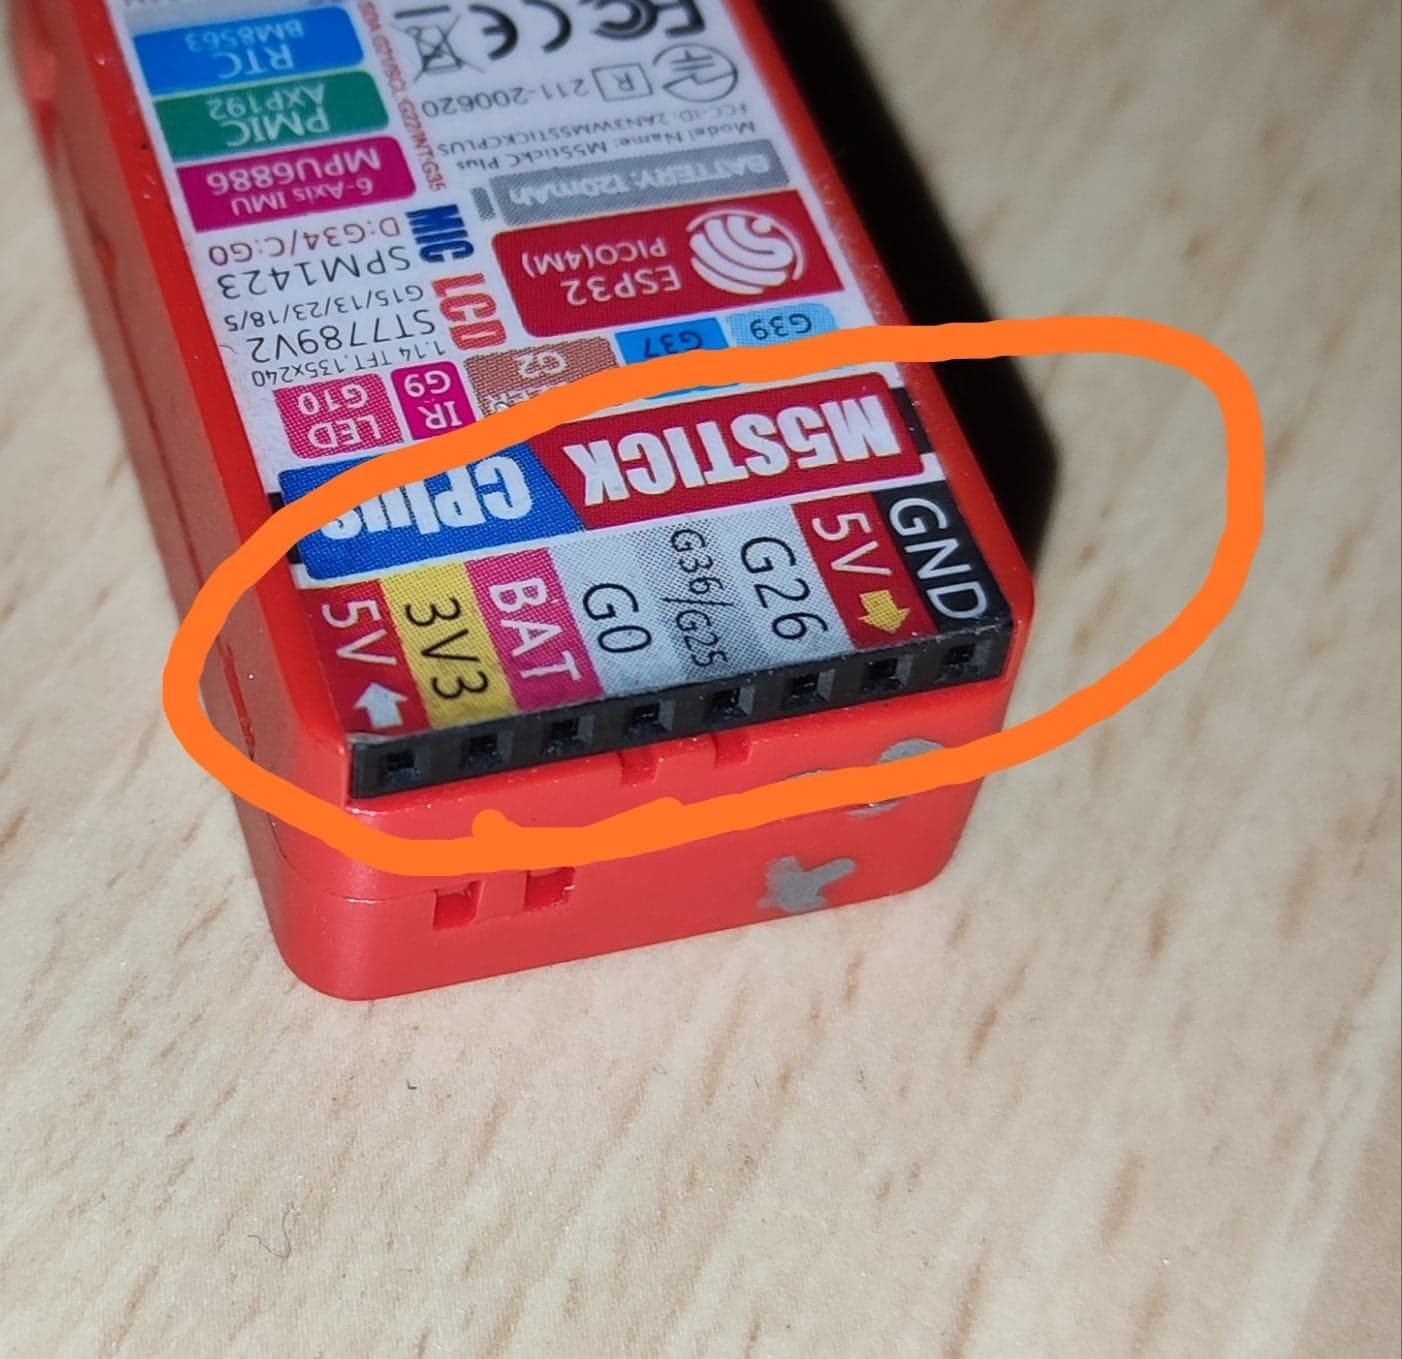 RTC
BM8563
PMIC
AXP192
6-Axis IMU
MPU6886
MIC
SPM1423
D:G34/C:G0
LCD
ST7789V2
G15/13/23/18/5
1.14 TFT,135x240
FC CE
R 211-200620
FCC-ID: 2AN3WM5STICKCPLUS
Model Name: M5StickC Plus
BATTERY: 120mAh
ESP32
PICO(4M)
LED
G10
IR
G9
G2
G37
G39
M5STICK
CPlus
5V
3V3
BAT
G0
G36/G25
G26
5V
GND